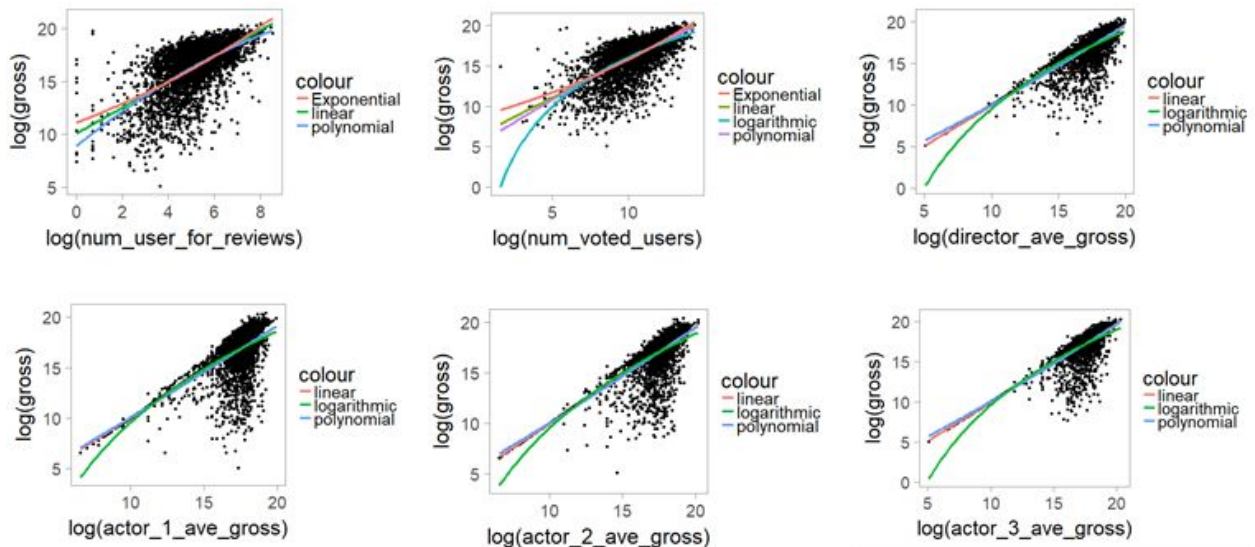 log(gross)
20
15
10
5
0 2 4 6 8
log(num_user_for_reviews)
colour
Exponential
linear
polynomial
log(gross)
20
15
10
5
0
5 10
log(num_voted_users)
colour
Exponential
linear
logarithmic
polynomial
log(gross)
20
15
10
5
0
5 10 15 20
log(director_ave_gross)
colour
linear
logarithmic
polynomial
log(gross)
20
15
10
5
10 15 20
log(actor_1_ave_gross)
colour
linear
logarithmic
polynomial
log(gross)
20
15
10
5
10 15 20
log(actor_2_ave_gross)
colour
linear
logarithmic
polynomial
log(gross)
20
15
10
5
0
5 10 15 20
log(actor_3_ave_gross)
colour
linear
logarithmic
polynomial